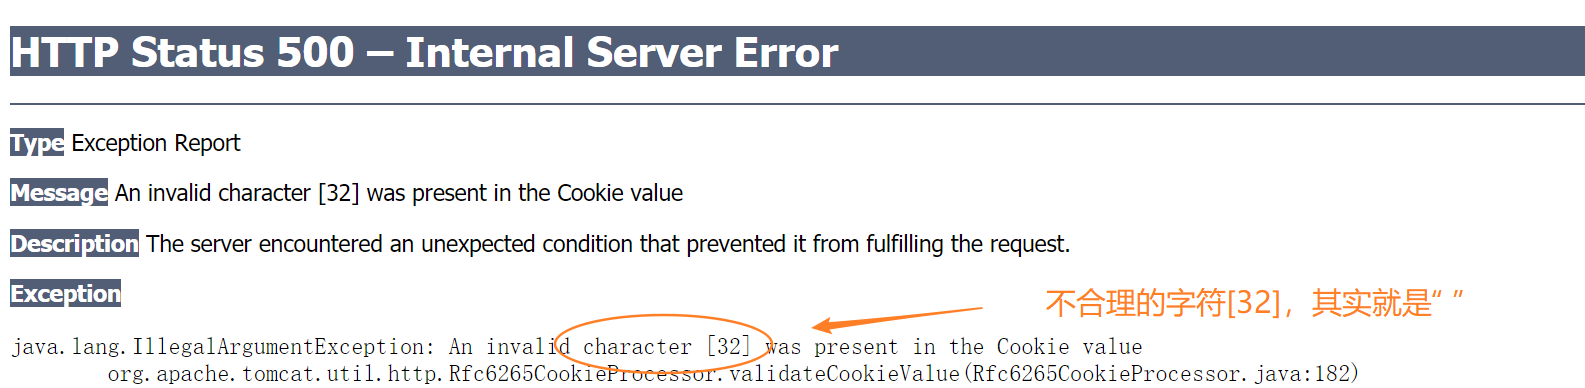 HTTP Status 500 – Internal Server Error
Type Exception Report
Message An invalid character [32] was present in the Cookie value
Description The server encountered an unexpected condition that prevented it from fulfilling the request.
Exception
不合理的字符[32]，其实就是“ ”
java.lang.IllegalArgumentException: An invalid character [32] was present in the Cookie value
org.apache.tomcat.util.http.Rfc6265CookieProcessor.validateCookieValue(Rfc6265CookieProcessor.java:182)